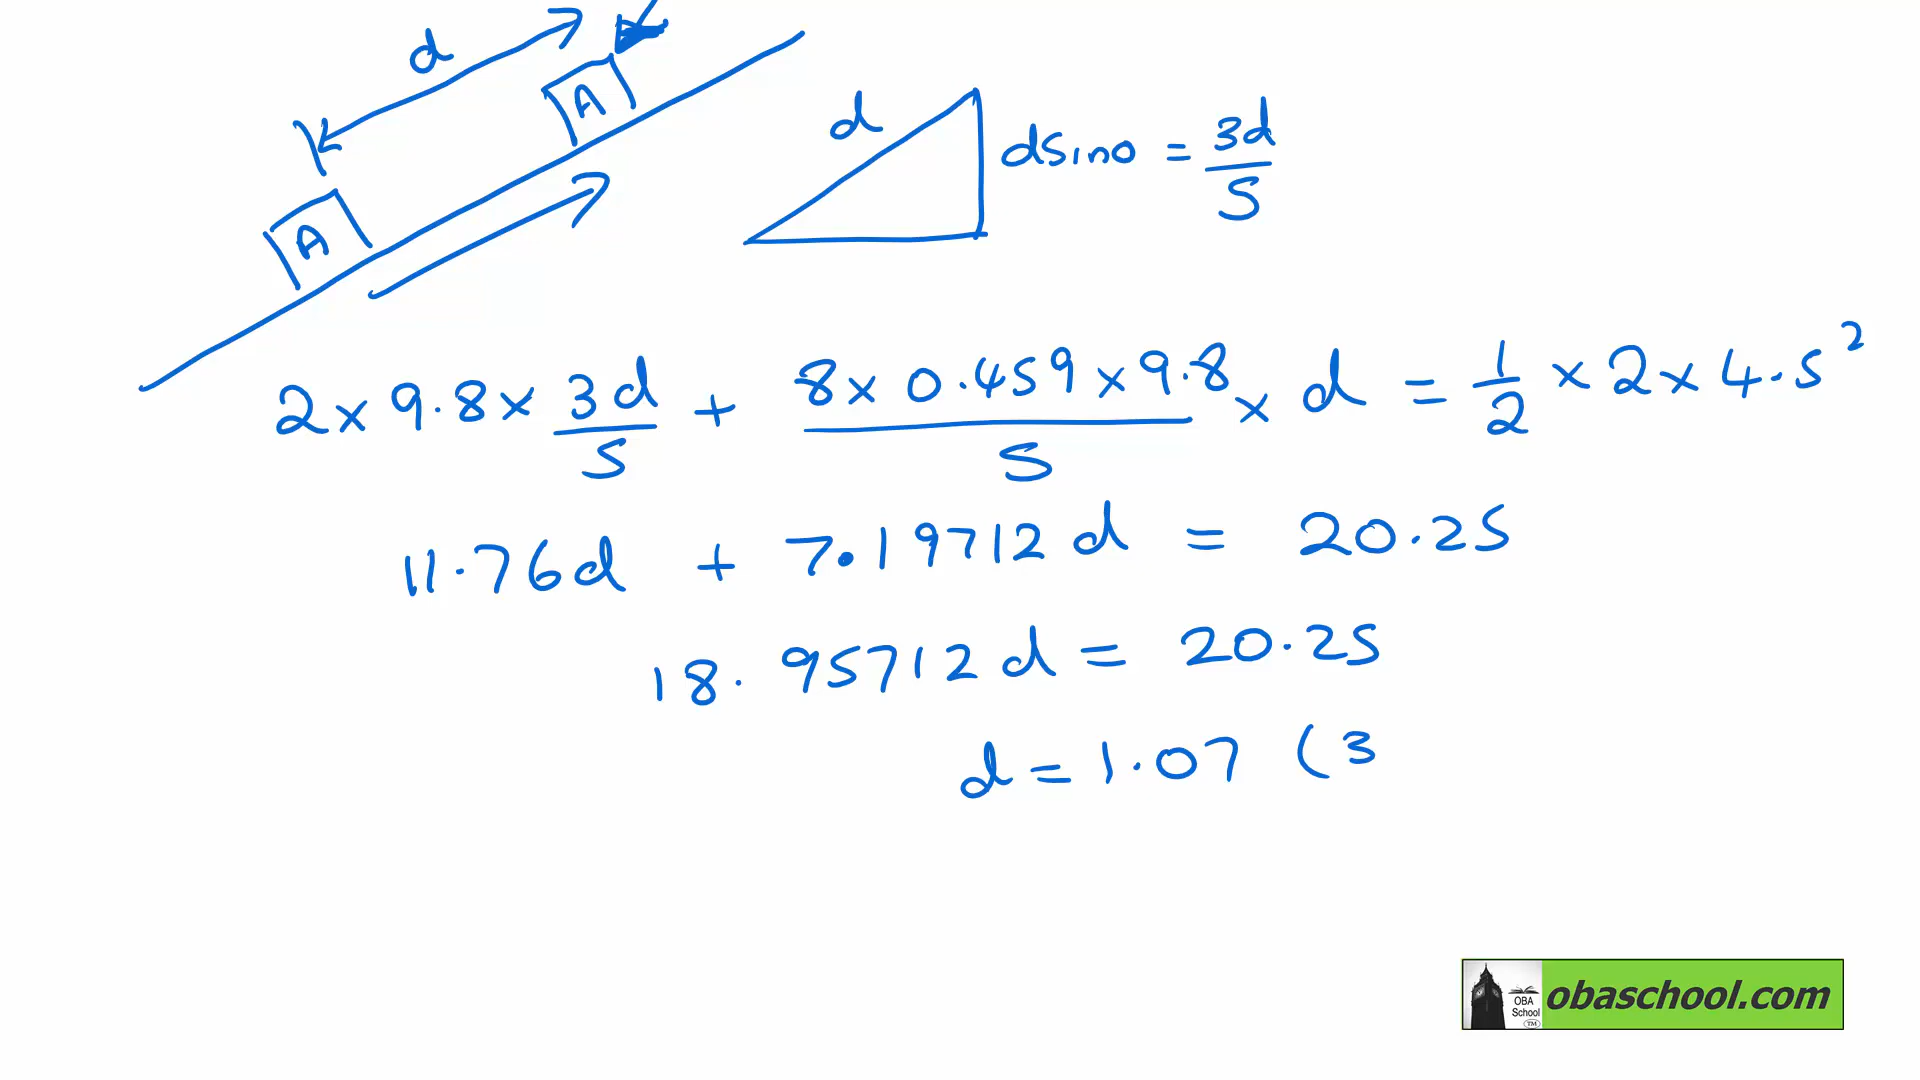 d
A
A
d
dsinθ = 3d/5
2 × 9.8 × 3d/5 + 8 × 0.459 × 9.8/5 × d = 1/2 × 2 × 4.5²
11.76d + 7.19712d = 20.25
18.95712d = 20.25
d = 1.07 (3
OBA
School
TM
obaschool.com